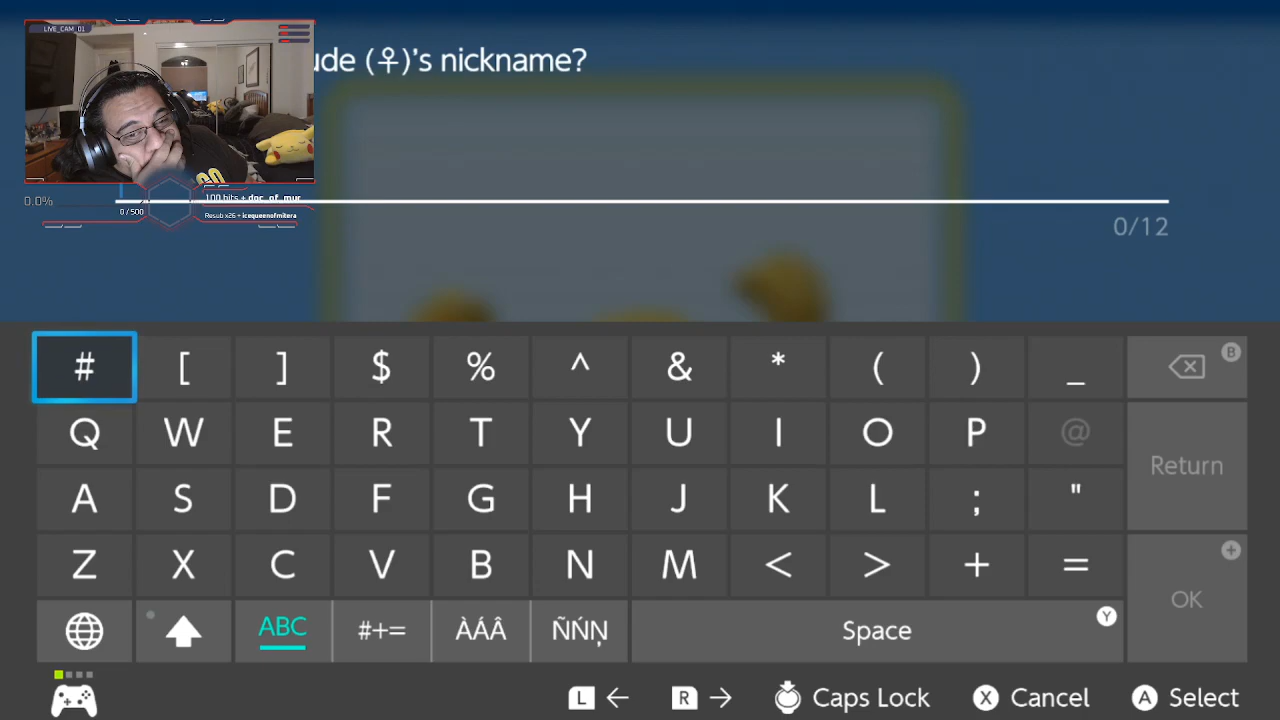 LIVE_CAM_01
ude (♀)'s nickname?
100 bits + doc_of_mur
0.0%
0 / 500
Resub x26 + icequeenofmitera
0/12
# [ ] $ % ^ & * ( ) _ B
Q W E R T Y U I O P @ Return
A S D F G H J K L ; "
Z X C V B N M < > + = + OK
ABC #+= ÀÁÂ ÑŃŅ Space Y
L ← R → Caps Lock X Cancel A Select